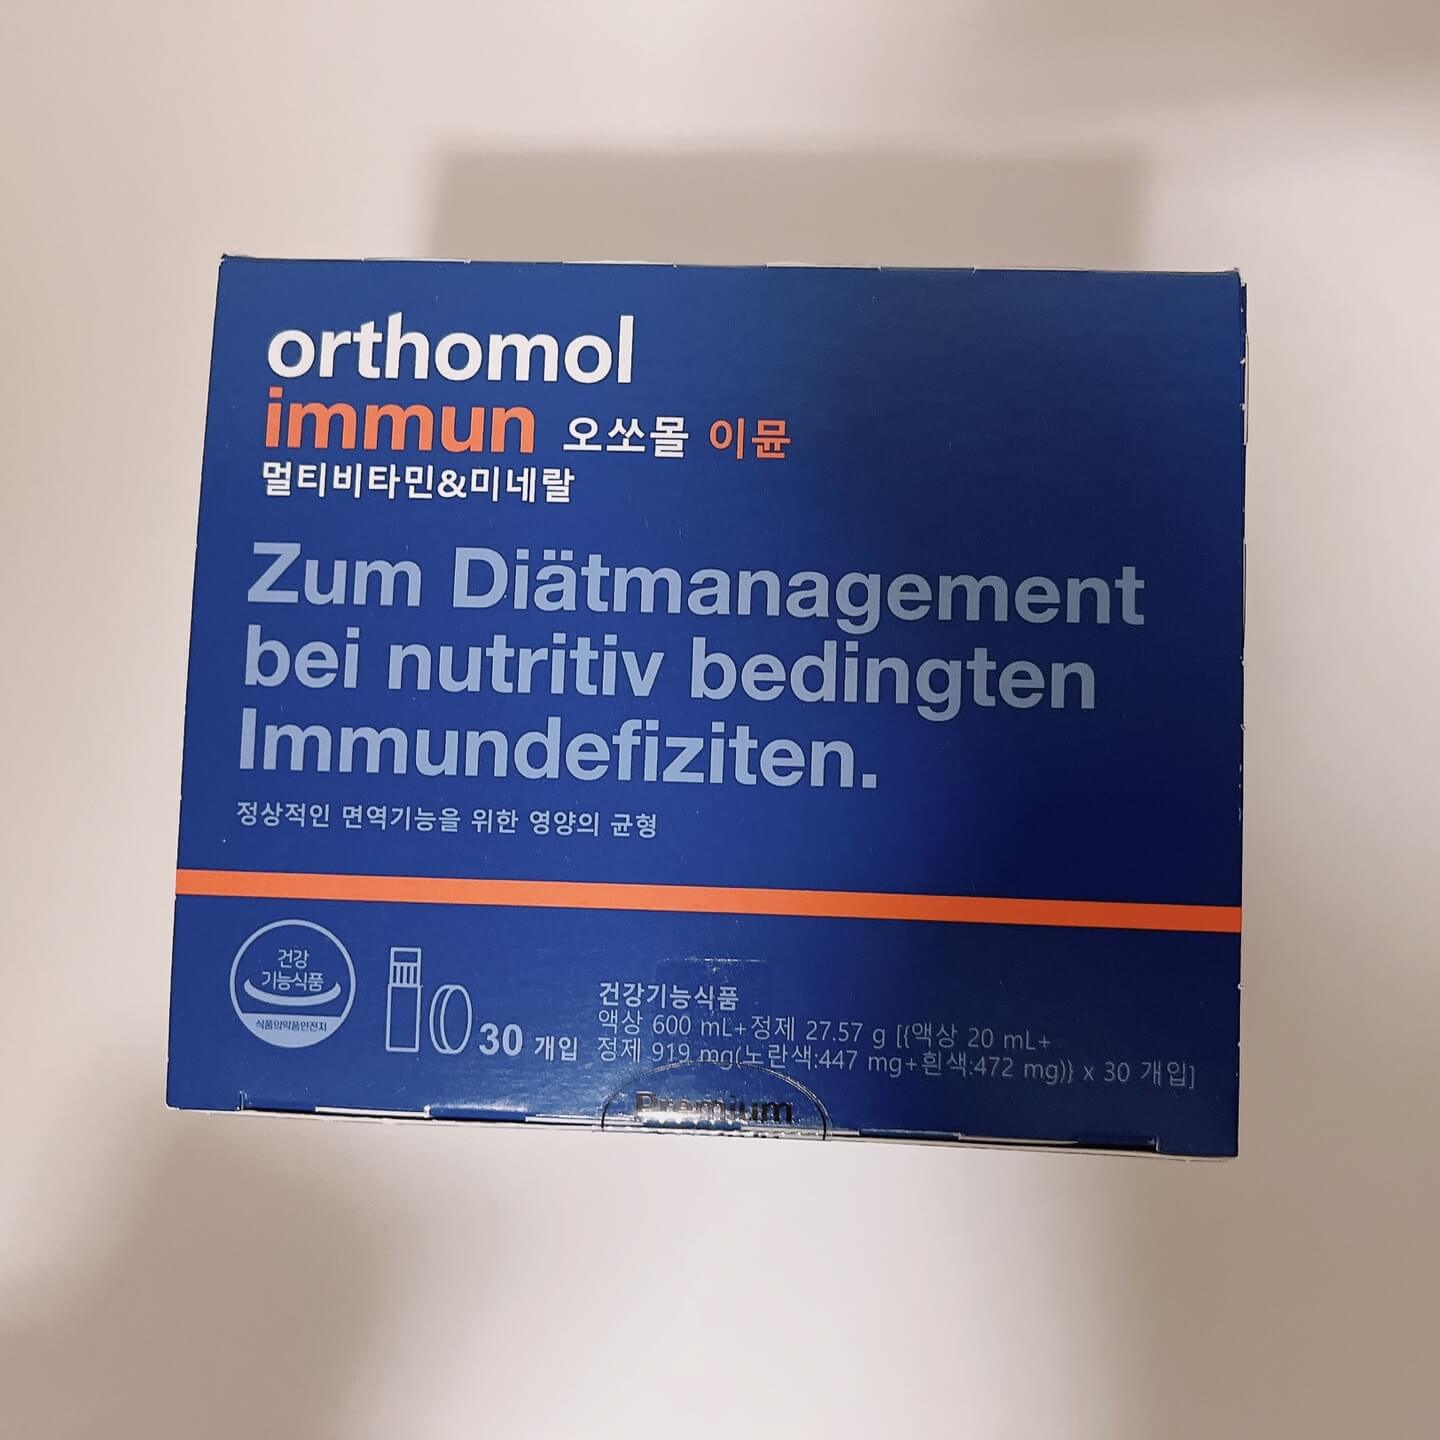 orthomol
immun 오쏘몰 이뮨
멀티비타민&미네랄
Zum Diätmanagement
bei nutritiv bedingten
Immundefiziten.
정상적인 면역기능을 위한 영양의 균형
건강
기능식품
식품의약품안전처
30 개입
건강기능식품
액상 600 mL+정제 27.57 g [{액상 20 mL+
정제 919 mg(노란색:447 mg+흰색:472 mg)} x 30 개입]
Premium